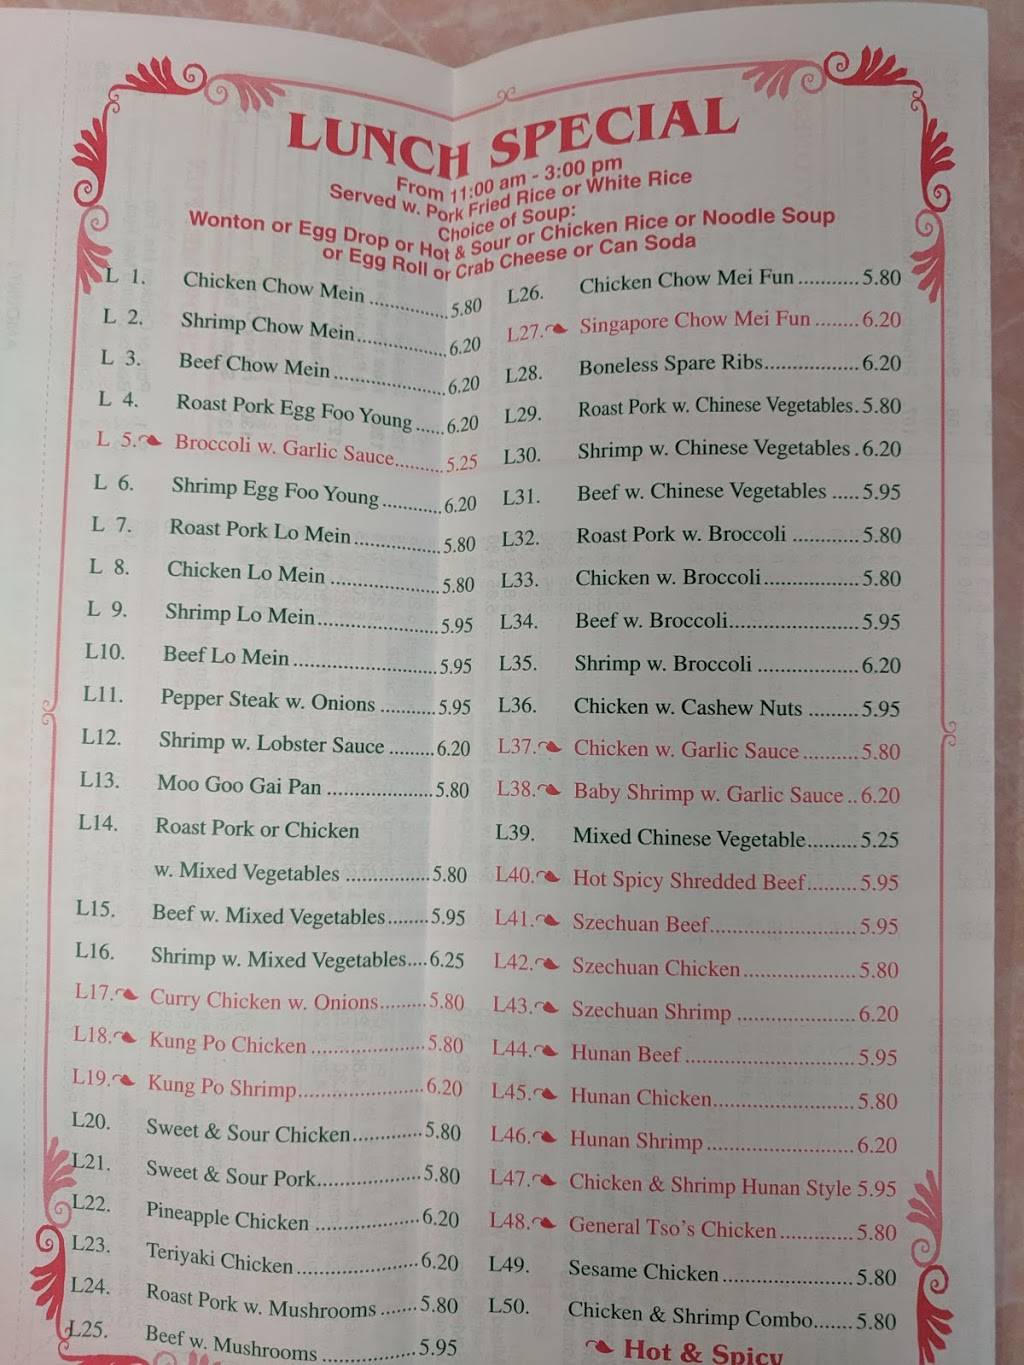 LUNCH SPECIAL
From 11:00 am - 3:00 pm
Served w. Pork Fried Rice or White Rice
Choice of Soup:
Wonton or Egg Drop or Hot & Sour or Chicken Rice or Noodle Soup
or Egg Roll or Crab Cheese or Can Soda
L 1. Chicken Chow Mein ..............5.80
L 2. Shrimp Chow Mein................6.20
L 3. Beef Chow Mein ....................6.20
L 4. Roast Pork Egg Foo Young .....6.20
L 5. Broccoli w. Garlic Sauce.........5.25
L 6. Shrimp Egg Foo Young ...........6.20
L 7. Roast Pork Lo Mein ................5.80
L 8. Chicken Lo Mein ....................5.80
L 9. Shrimp Lo Mein.......................5.95
L10. Beef Lo Mein ...........................5.95
L11. Pepper Steak w. Onions ..........5.95
L12. Shrimp w. Lobster Sauce ........6.20
L13. Moo Goo Gai Pan ...................5.80
L14. Roast Pork or Chicken
w. Mixed Vegetables ...............5.80
L15. Beef w. Mixed Vegetables.......5.95
L16. Shrimp w. Mixed Vegetables....6.25
L17. Curry Chicken w. Onions........5.80
L18. Kung Po Chicken ....................5.80
L19. Kung Po Shrimp......................6.20
L20. Sweet & Sour Chicken............5.80
L21. Sweet & Sour Pork..................5.80
L22. Pineapple Chicken ..................6.20
L23. Teriyaki Chicken .....................6.20
L24. Roast Pork w. Mushrooms .......5.80
L25. Beef w. Mushrooms ................5.95
L26. Chicken Chow Mei Fun ...........5.80
L27. Singapore Chow Mei Fun ........6.20
L28. Boneless Spare Ribs.................6.20
L29. Roast Pork w. Chinese Vegetables.5.80
L30. Shrimp w. Chinese Vegetables .6.20
L31. Beef w. Chinese Vegetables .....5.95
L32. Roast Pork w. Broccoli ............5.80
L33. Chicken w. Broccoli.................5.80
L34. Beef w. Broccoli.......................5.95
L35. Shrimp w. Broccoli ..................6.20
L36. Chicken w. Cashew Nuts .........5.95
L37. Chicken w. Garlic Sauce ..........5.80
L38. Baby Shrimp w. Garlic Sauce ..6.20
L39. Mixed Chinese Vegetable.........5.25
L40. Hot Spicy Shredded Beef.........5.95
L41. Szechuan Beef..........................5.95
L42. Szechuan Chicken....................5.80
L43. Szechuan Shrimp .....................6.20
L44. Hunan Beef ..............................5.95
L45. Hunan Chicken.........................5.80
L46. Hunan Shrimp ..........................6.20
L47. Chicken & Shrimp Hunan Style 5.95
L48. General Tso's Chicken .............5.80
L49. Sesame Chicken .......................5.80
L50. Chicken & Shrimp Combo.......5.80
Hot & Spicy